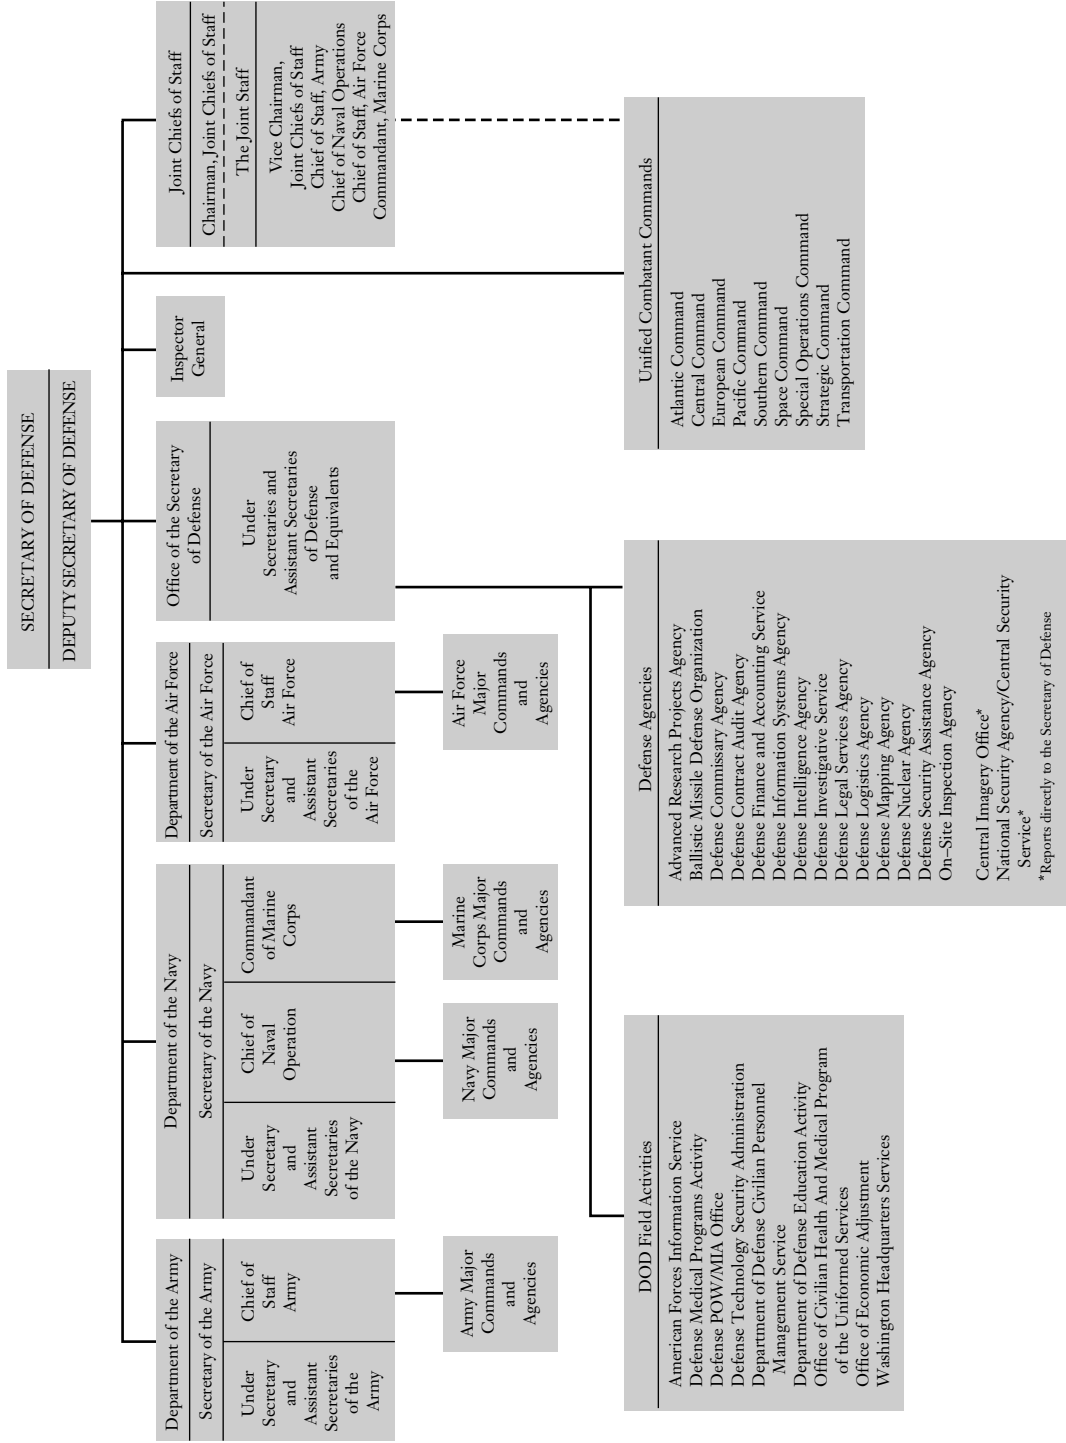 SECRETARY OF DEFENSE
DEPUTY SECRETARY OF DEFENSE
Department of the Army
Secretary of the Army
Under
Secretary
and
Assistant
Secretaries
of the
Army
Chief of
Staff
Army
Army Major
Commands
and
Agencies
Department of the Navy
Secretary of the Navy
Under
Secretary
and
Assistant
Secretaries
of the Navy
Chief of
Naval
Operation
Commandant
of Marine
Corps
Navy Major
Commands
and
Agencies
Marine
Corps Major
Commands
and
Agencies
Department of the Air Force
Secretary of the Air Force
Under
Secretary
and
Assistant
Secretaries
of the
Air Force
Chief of
Staff
Air Force
Air Force
Major
Commands
and
Agencies
Office of the Secretary
of Defense
Under
Secretaries and
Assistant Secretaries
of Defense
and Equivalents
Inspector
General
Joint Chiefs of Staff
Chairman, Joint Chiefs of Staff
The Joint Staff
Vice Chairman,
Joint Chiefs of Staff
Chief of Staff, Army
Chief of Naval Operations
Chief of Staff, Air Force
Commandant, Marine Corps
DOD Field Activities
American Forces Information Service
Defense Medical Programs Activity
Defense POW/MIA Office
Defense Technology Security Administration
Department of Defense Civilian Personnel
Management Service
Department of Defense Education Activity
Office of Civilian Health And Medical Program
of the Uniformed Services
Office of Economic Adjustment
Washington Headquarters Services
Defense Agencies
Advanced Research Projects Agency
Ballistic Missile Defense Organization
Defense Commissary Agency
Defense Contract Audit Agency
Defense Finance and Accounting Service
Defense Information Systems Agency
Defense Intelligence Agency
Defense Investigative Service
Defense Legal Services Agency
Defense Logistics Agency
Defense Mapping Agency
Defense Nuclear Agency
Defense Security Assistance Agency
On–Site Inspection Agency
Central Imagery Office*
National Security Agency/Central Security
Service*
*Reports directly to the Secretary of Defense
Unified Combatant Commands
Atlantic Command
Central Command
European Command
Pacific Command
Southern Command
Space Command
Special Operations Command
Strategic Command
Transportation Command